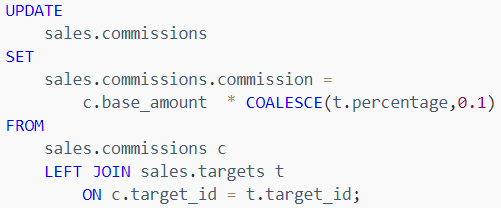 UPDATE
sales.commissions
SET
sales.commissions.commission =
c.base_amount * COALESCE(t.percentage,0.1)
FROM
sales.commissions c
LEFT JOIN sales.targets t
ON c.target_id = t.target_id;